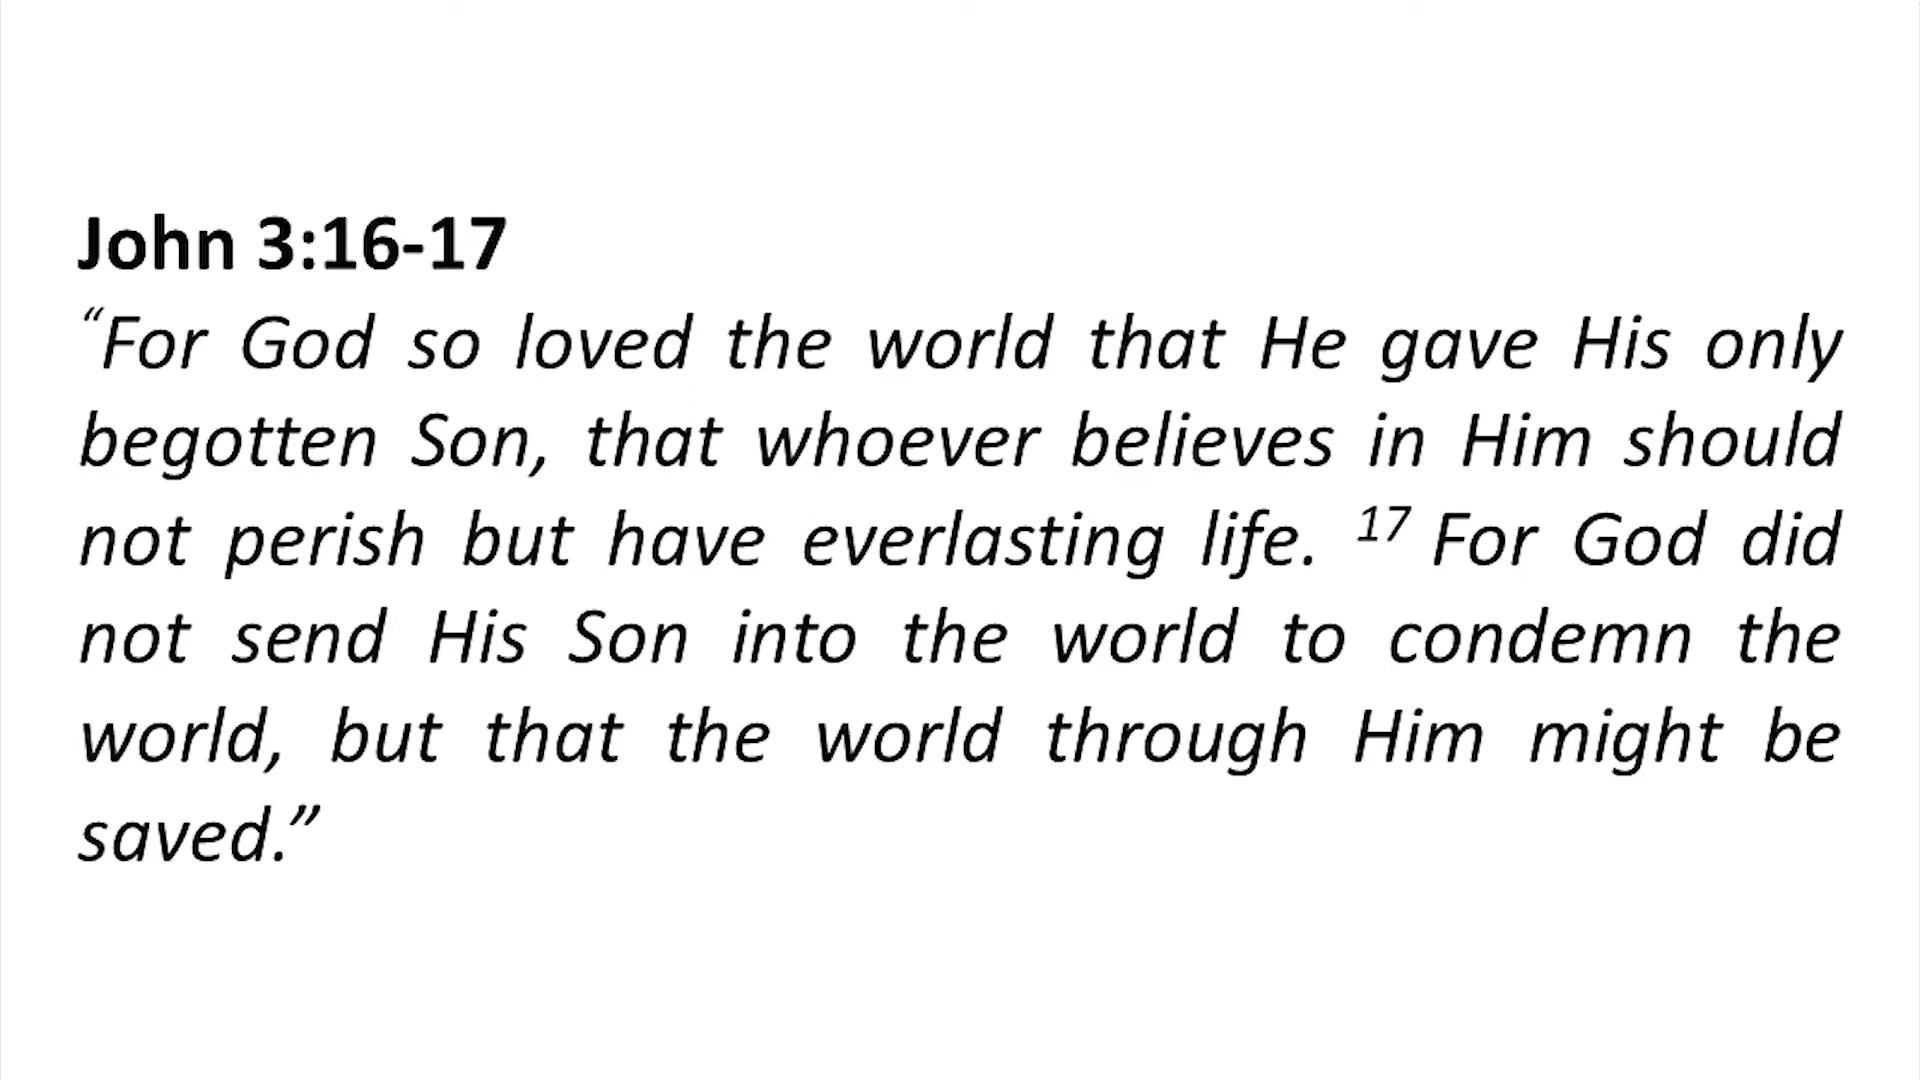 John 3:16-17
“For God so loved the world that He gave His only
begotten Son, that whoever believes in Him should
not perish but have everlasting life. 17 For God did
not send His Son into the world to condemn the
world, but that the world through Him might be
saved.”